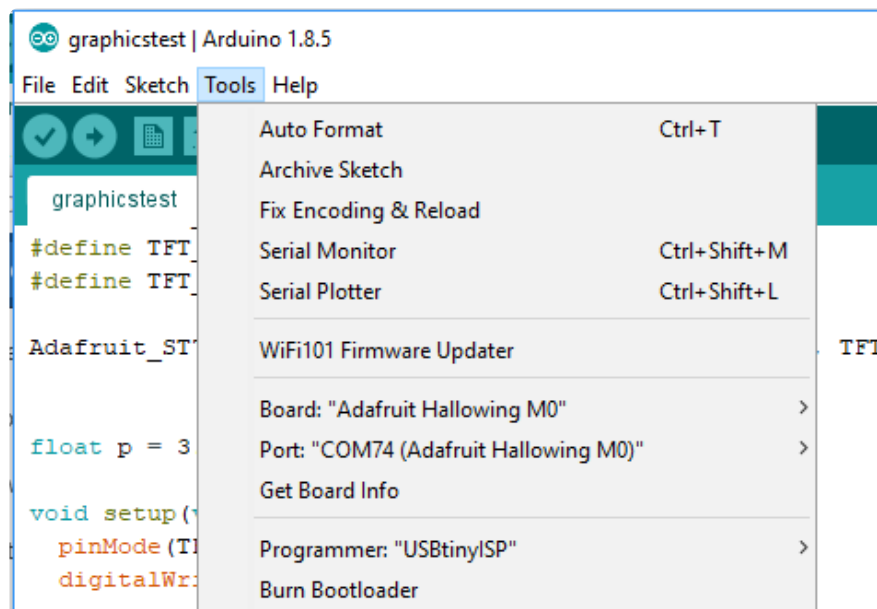 graphicstest | Arduino 1.8.5
File Edit Sketch Tools Help
Auto Format Ctrl+T
Archive Sketch
graphicstest
Fix Encoding & Reload
#define TFT_
Serial Monitor Ctrl+Shift+M
#define TFT_
Serial Plotter Ctrl+Shift+L
Adafruit_ST
WiFi101 Firmware Updater
TFT
Board: "Adafruit Hallowing M0"
float p = 3
Port: "COM74 (Adafruit Hallowing M0)"
Get Board Info
void setup(
pinMode(T
Programmer: "USBtinyISP"
digitalWr
Burn Bootloader